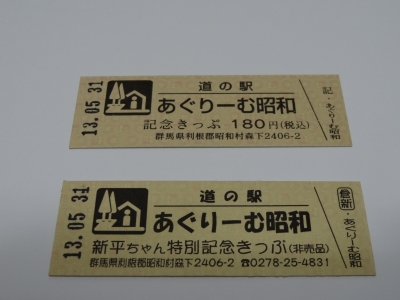 13.05 31
道の駅
あぐりーむ昭和
記念きっぷ 180円(税込)
群馬県利根郡昭和村森下2406-2
記・あぐりーむ昭和
13.05 31
道の駅
あぐりーむ昭和
新平ちゃん特別記念きっぷ(非売品)
群馬県利根郡昭和村森下2406-2 ☎0278-25-4831
倉新・あぐりーむ昭和